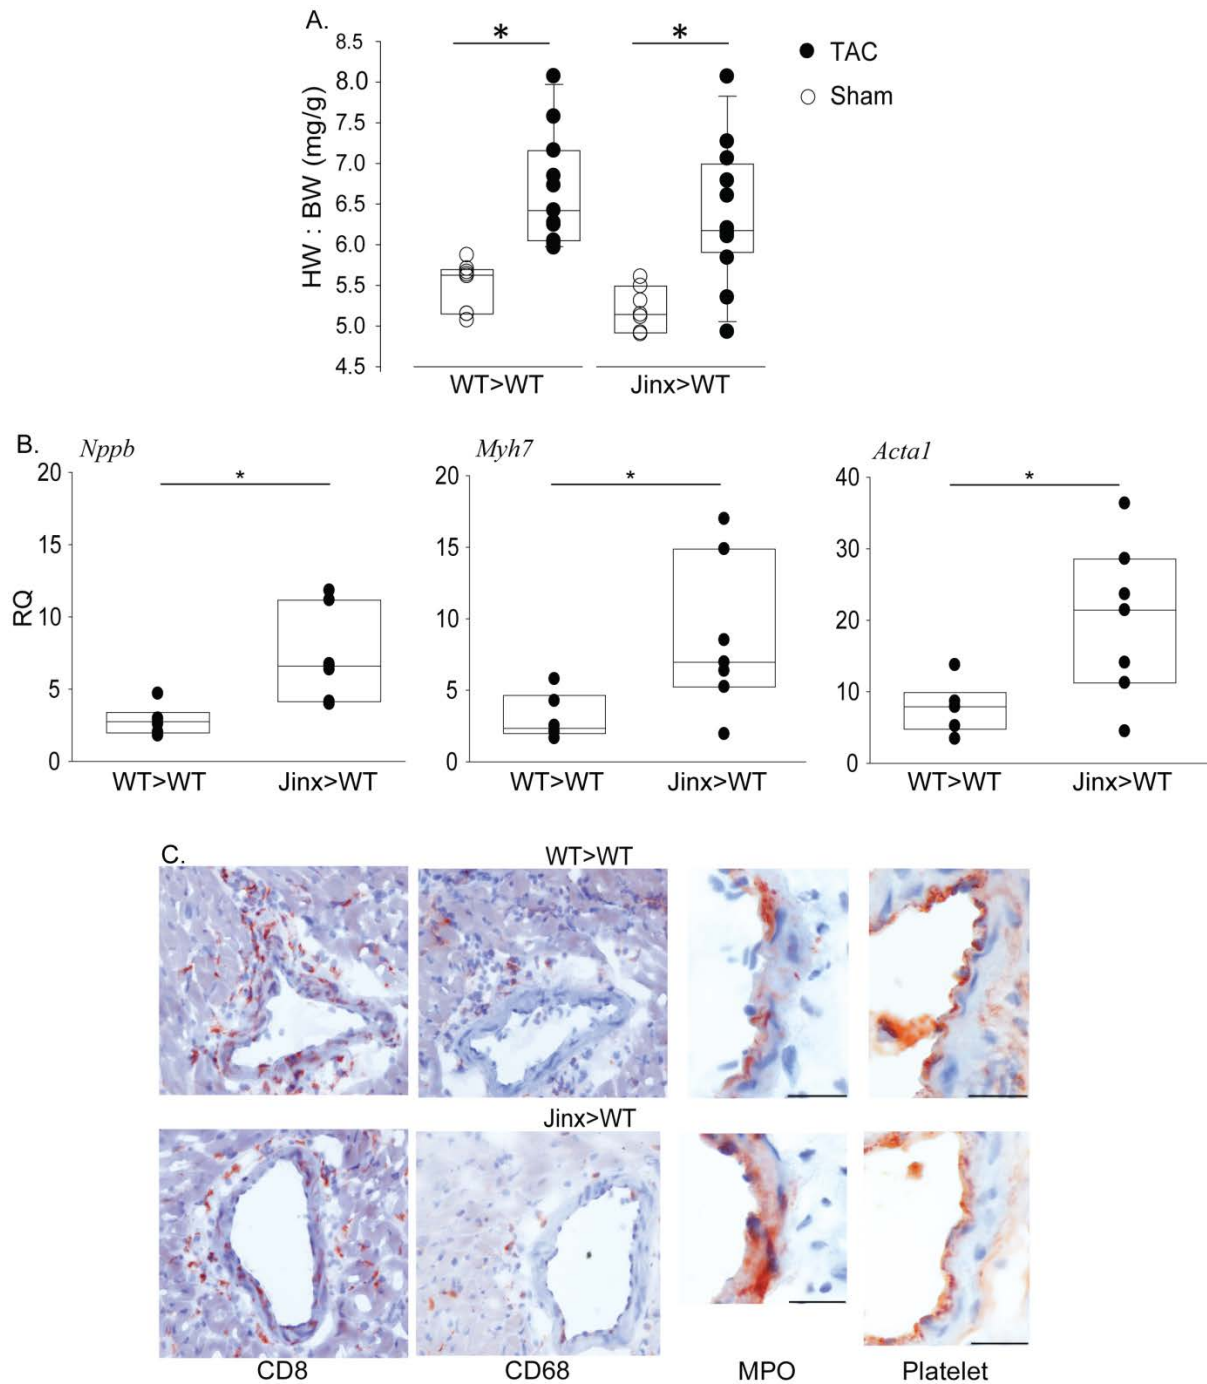 A.
* *
TAC
Sham
HW : BW (mg/g)
8.5
8.0
7.5
7.0
6.5
6.0
5.5
5.0
4.5
WT>WT Jinx>WT
B.
Nppb Myh7 Acta1
* * *
RQ
20
15
10
5
0
WT>WT Jinx>WT
20
15
10
5
0
WT>WT Jinx>WT
40
30
20
10
0
WT>WT Jinx>WT
C.
WT>WT
Jinx>WT
CD8 CD68 MPO Platelet